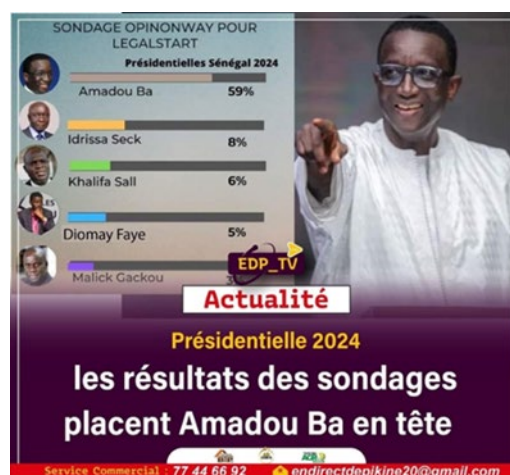 SONDAGE OPINONWAY POUR
LEGALSTART
Présidentielles Sénégal 2024
Amadou Ba 59%
Idrissa Seck 8%
Khalifa Sall 6%
Diomay Faye 5%
Malick Gackou
EDP_TV
Actualité
Présidentielle 2024
les résultats des sondages
placent Amadou Ba en tête
Service Commercial : 77 44 66 92 endirectdepikine20@gmail.com